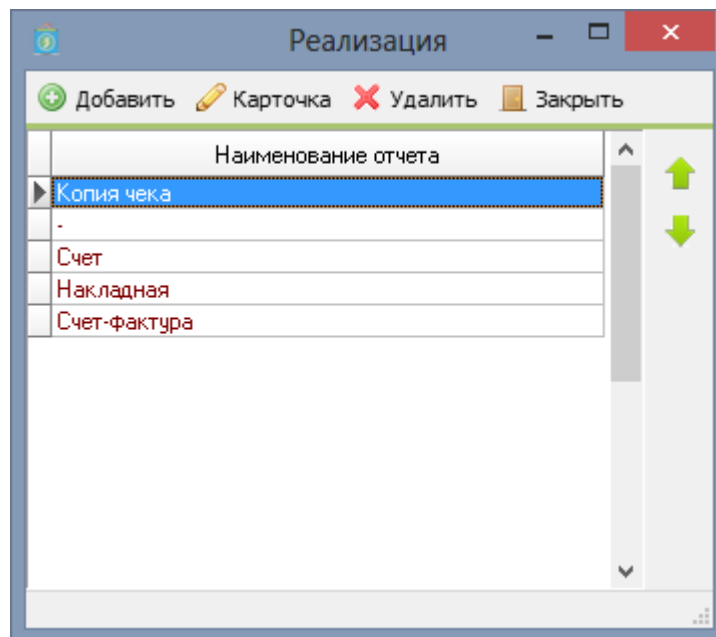 Реализация
Добавить Карточка Удалить Закрыть
Наименование отчета
Копия чека
-
Счет
Накладная
Счет-фактура